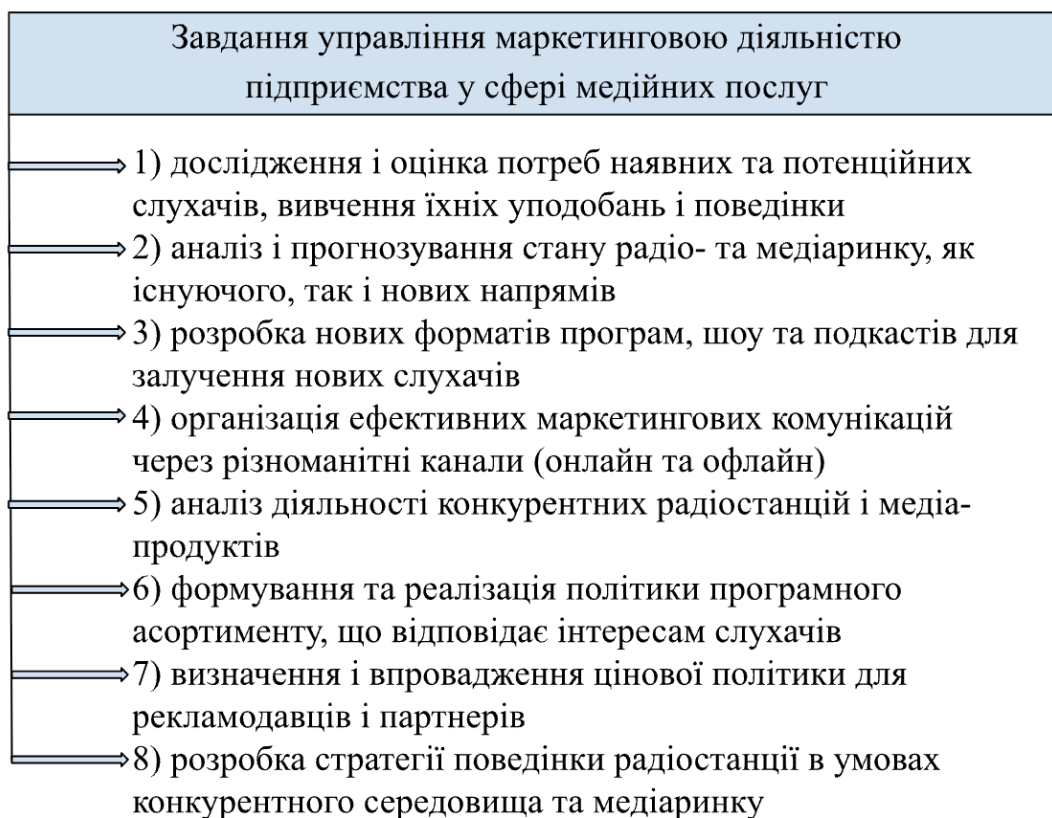 Завдання управління маркетинговою діяльністю
підприємства у сфері медійних послуг
1) дослідження і оцінка потреб наявних та потенційних
слухачів, вивчення їхніх уподобань і поведінки
2) аналіз і прогнозування стану радіо- та медіаринку, як
існуючого, так і нових напрямів
3) розробка нових форматів програм, шоу та подкастів для
залучення нових слухачів
4) організація ефективних маркетингових комунікацій
через різноманітні канали (онлайн та офлайн)
5) аналіз діяльності конкурентних радіостанцій і медіа-
продуктів
6) формування та реалізація політики програмного
асортименту, що відповідає інтересам слухачів
7) визначення і впровадження цінової політики для
рекламодавців і партнерів
8) розробка стратегії поведінки радіостанції в умовах
конкурентного середовища та медіаринку